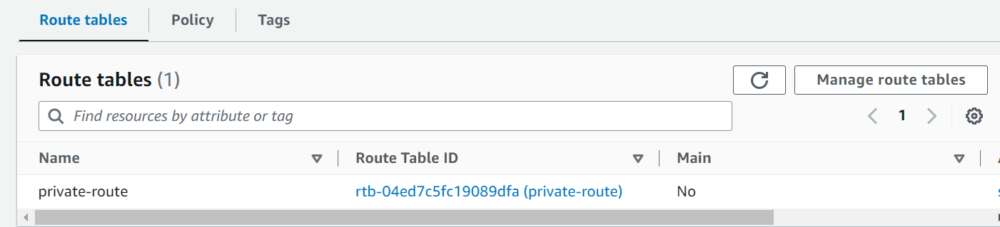 Route tables Policy Tags
Route tables (1)
Manage route tables
Find resources by attribute or tag
1
Name Route Table ID Main
private-route rtb-04ed7c5fc19089dfa (private-route) No